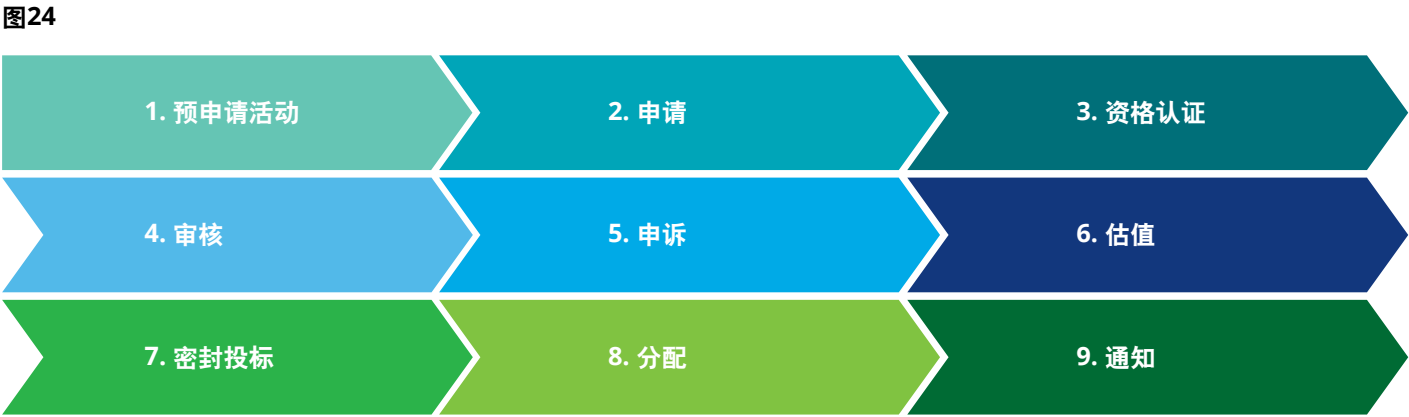 图24
1. 预申请活动
2. 申请
3. 资格认证
4. 审核
5. 申诉
6. 估值
7. 密封投标
8. 分配
9. 通知